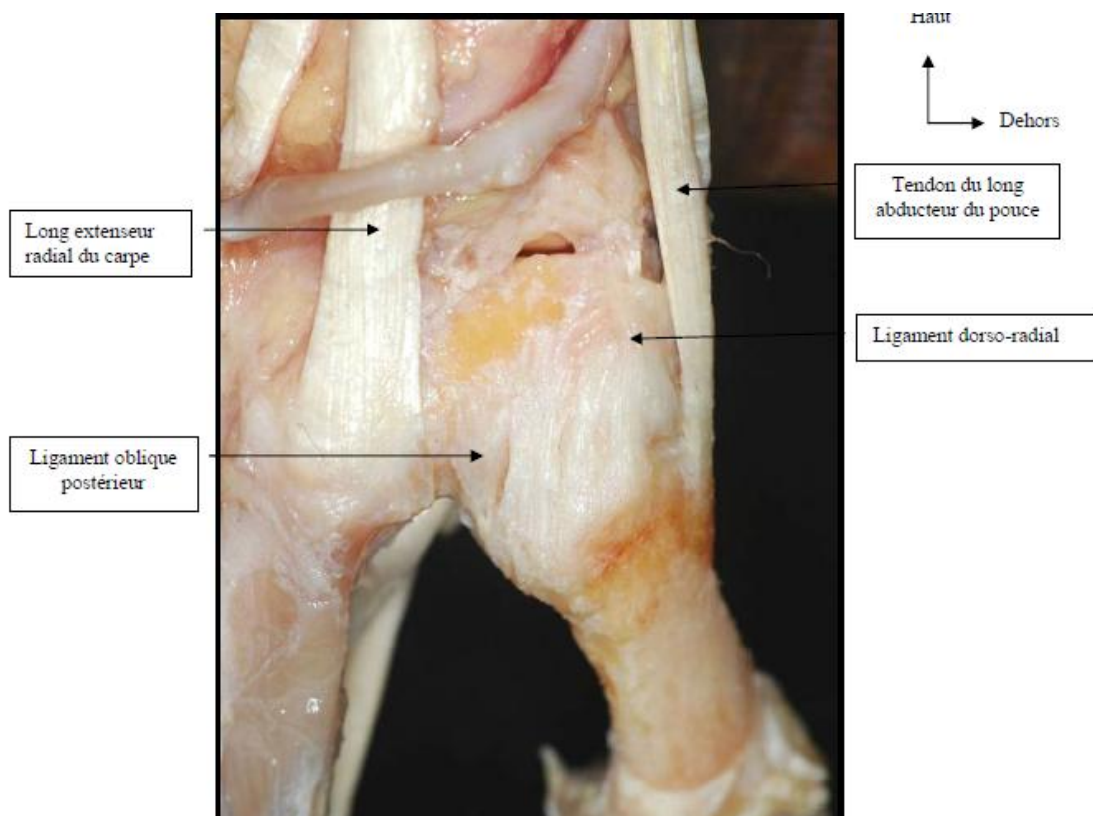 Haut
Dehors
Tendon du long
abducteur du pouce
Long extenseur
radial du carpe
Ligament dorso-radial
Ligament oblique
postérieur